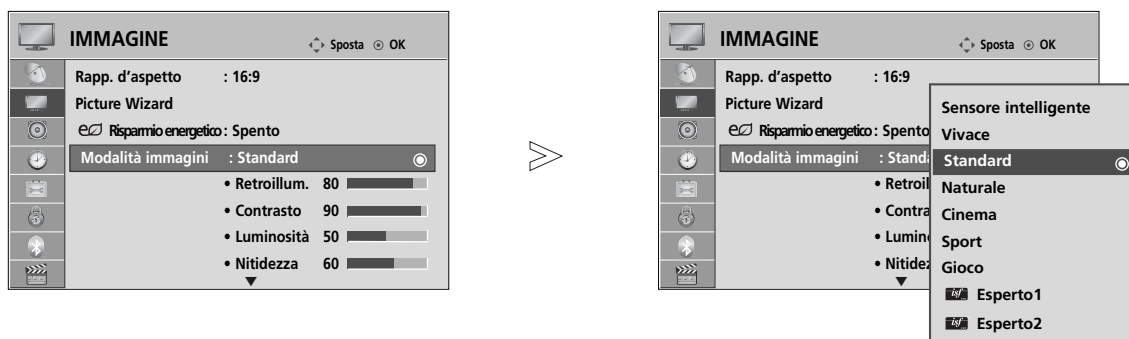 IMMAGINE
Sposta OK
Rapp. d'aspetto : 16:9
Picture Wizard
Risparmio energetico : Spento
Modalità immagini : Standard
• Retroillum. 80
• Contrasto 90
• Luminosità 50
• Nitidezza 60
IMMAGINE
Sposta OK
Rapp. d'aspetto : 16:9
Picture Wizard
Risparmio energetico : Spento
Modalità immagini : Standa
• Retroil
• Contra
• Lumin
• Nitidez
Sensore intelligente
Vivace
Standard
Naturale
Cinema
Sport
Gioco
isf Esperto1
isf Esperto2